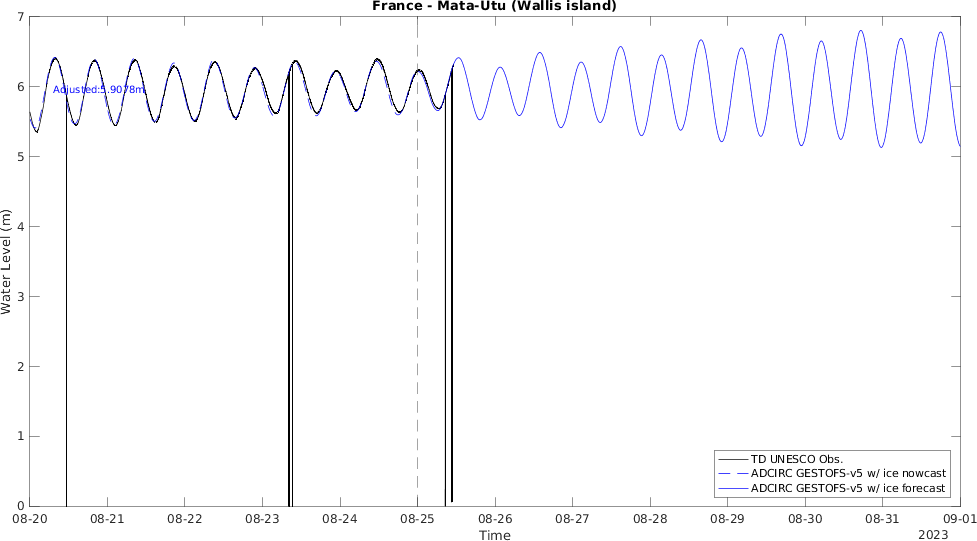 France - Mata-Utu (Wallis island)
7
6
5
4
3
2
1
0
Water Level (m)
Adjusted:5.9078m
TD UNESCO Obs.
ADCIRC GESTOFS-v5 w/ ice nowcast
ADCIRC GESTOFS-v5 w/ ice forecast
08-20 08-21 08-22 08-23 08-24 08-25 08-26 08-27 08-28 08-29 08-30 08-31 09-01
Time
2023